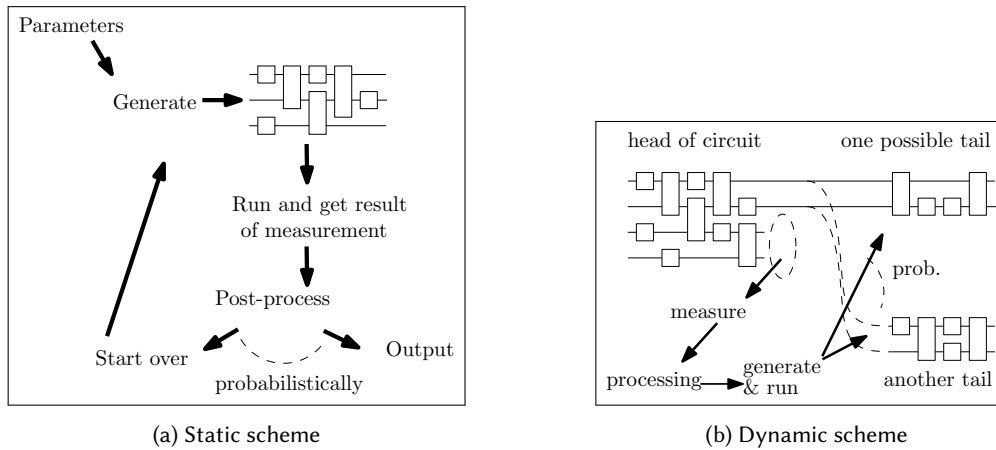 Parameters
Generate
Run and get result
of measurement
Post-process
Start over
Output
probabilistically
(a) Static scheme
head of circuit
one possible tail
prob.
measure
processing
generate
& run
another tail
(b) Dynamic scheme